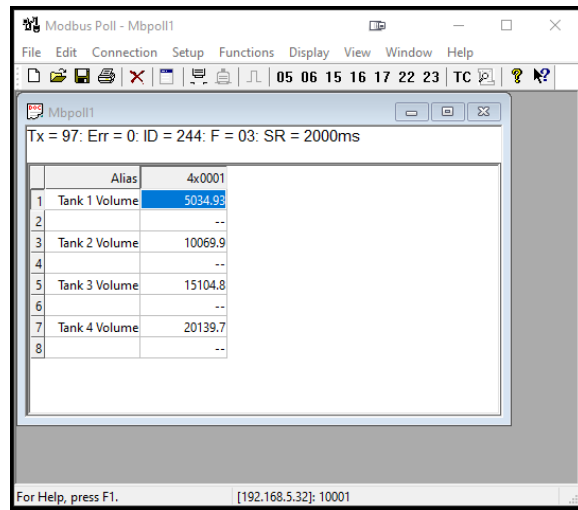 Modbus Poll - Mbpoll1
File Edit Connection Setup Functions Display View Window Help
05 06 15 16 17 22 23 TC
Mbpoll1
Tx = 97: Err = 0: ID = 244: F = 03: SR = 2000ms
Alias 4x0001
1 Tank 1 Volume 5034.93
2 --
3 Tank 2 Volume 10069.9
4 --
5 Tank 3 Volume 15104.8
6 --
7 Tank 4 Volume 20139.7
8 --
For Help, press F1. [192.168.5.32]: 10001